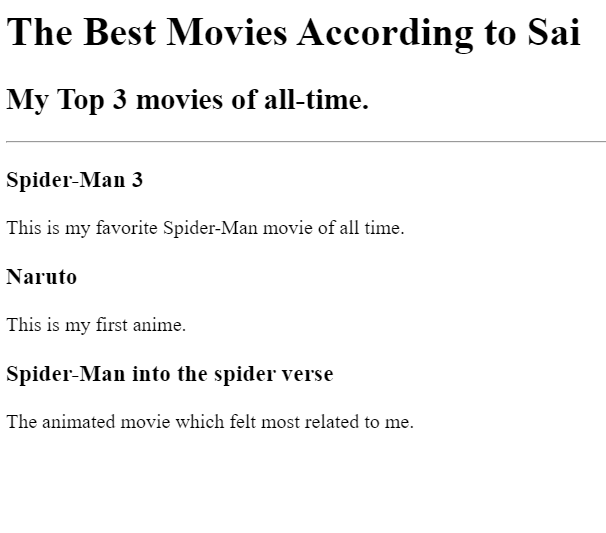 The Best Movies According to Sai
My Top 3 movies of all-time.
Spider-Man 3
This is my favorite Spider-Man movie of all time.
Naruto
This is my first anime.
Spider-Man into the spider verse
The animated movie which felt most related to me.